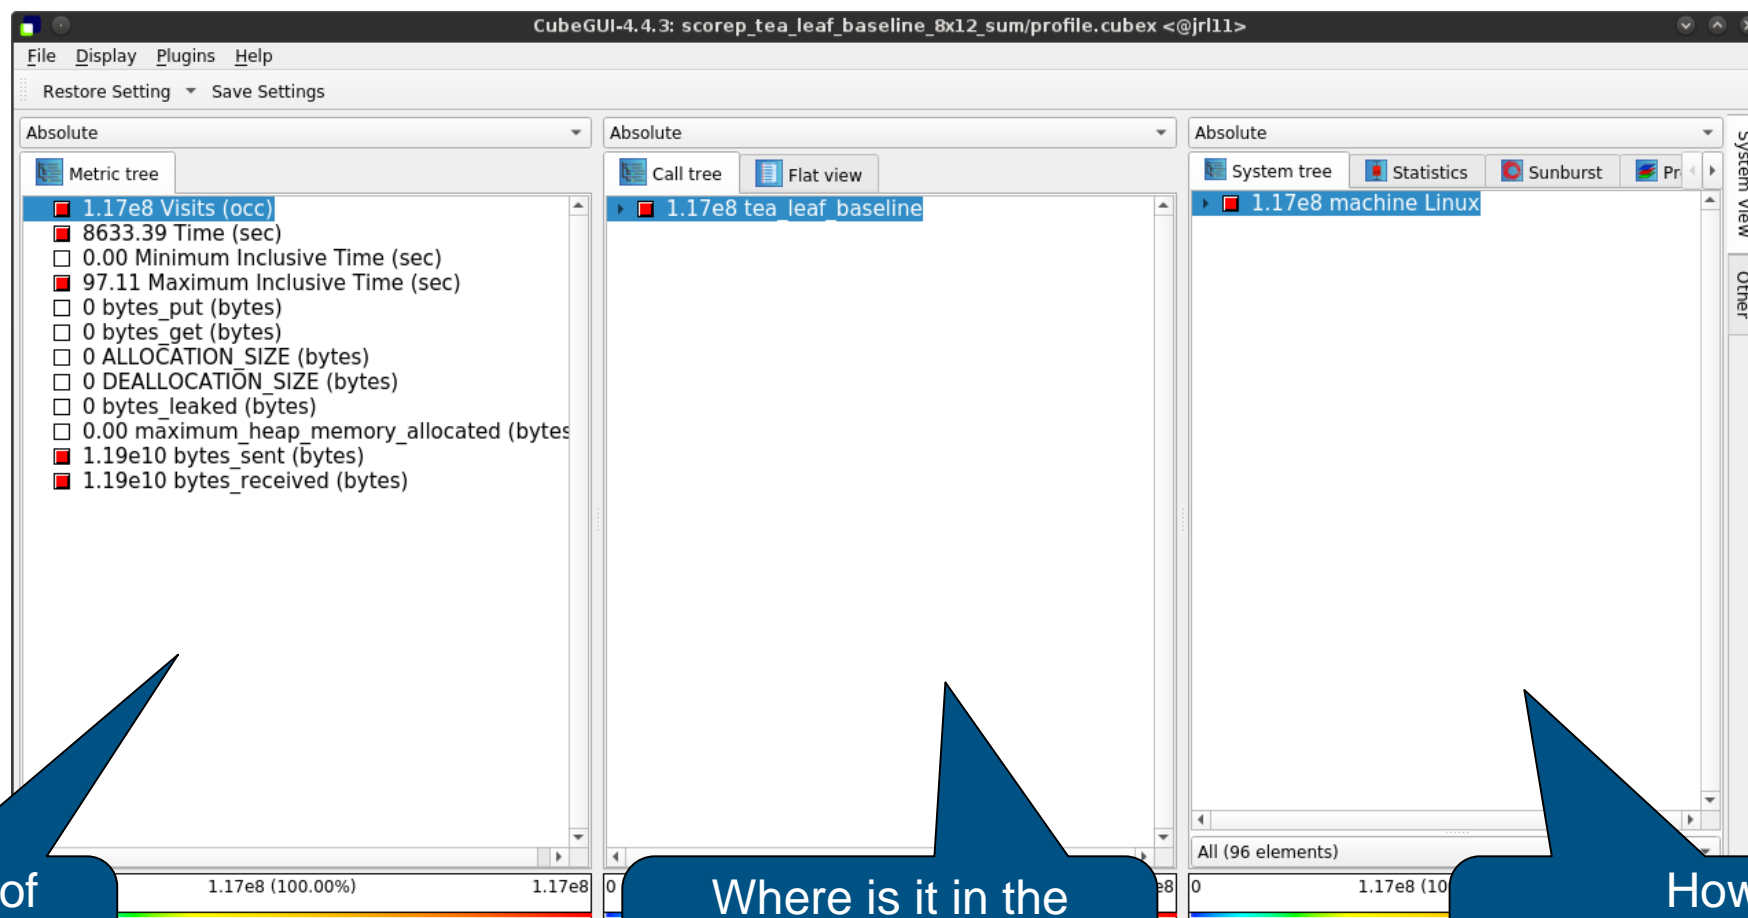 CubeGUI-4.4.3: scorep_tea_leaf_baseline_8x12_sum/profile.cubex <@jrl11>
File Display Plugins Help
Restore Setting Save Settings
Absolute
Metric tree
1.17e8 Visits (occ)
8633.39 Time (sec)
0.00 Minimum Inclusive Time (sec)
97.11 Maximum Inclusive Time (sec)
0 bytes_put (bytes)
0 bytes_get (bytes)
0 ALLOCATION_SIZE (bytes)
0 DEALLOCATION_SIZE (bytes)
0 bytes_leaked (bytes)
0.00 maximum_heap_memory_allocated (bytes
1.19e10 bytes_sent (bytes)
1.19e10 bytes_received (bytes)
1.17e8 (100.00%) 1.17e8
of
Absolute
Call tree Flat view
1.17e8 tea_leaf_baseline
0 e8
Where is it in the
Absolute
System tree Statistics Sunburst Pr
1.17e8 machine Linux
All (96 elements)
0 1.17e8 (10
How
System View
Other